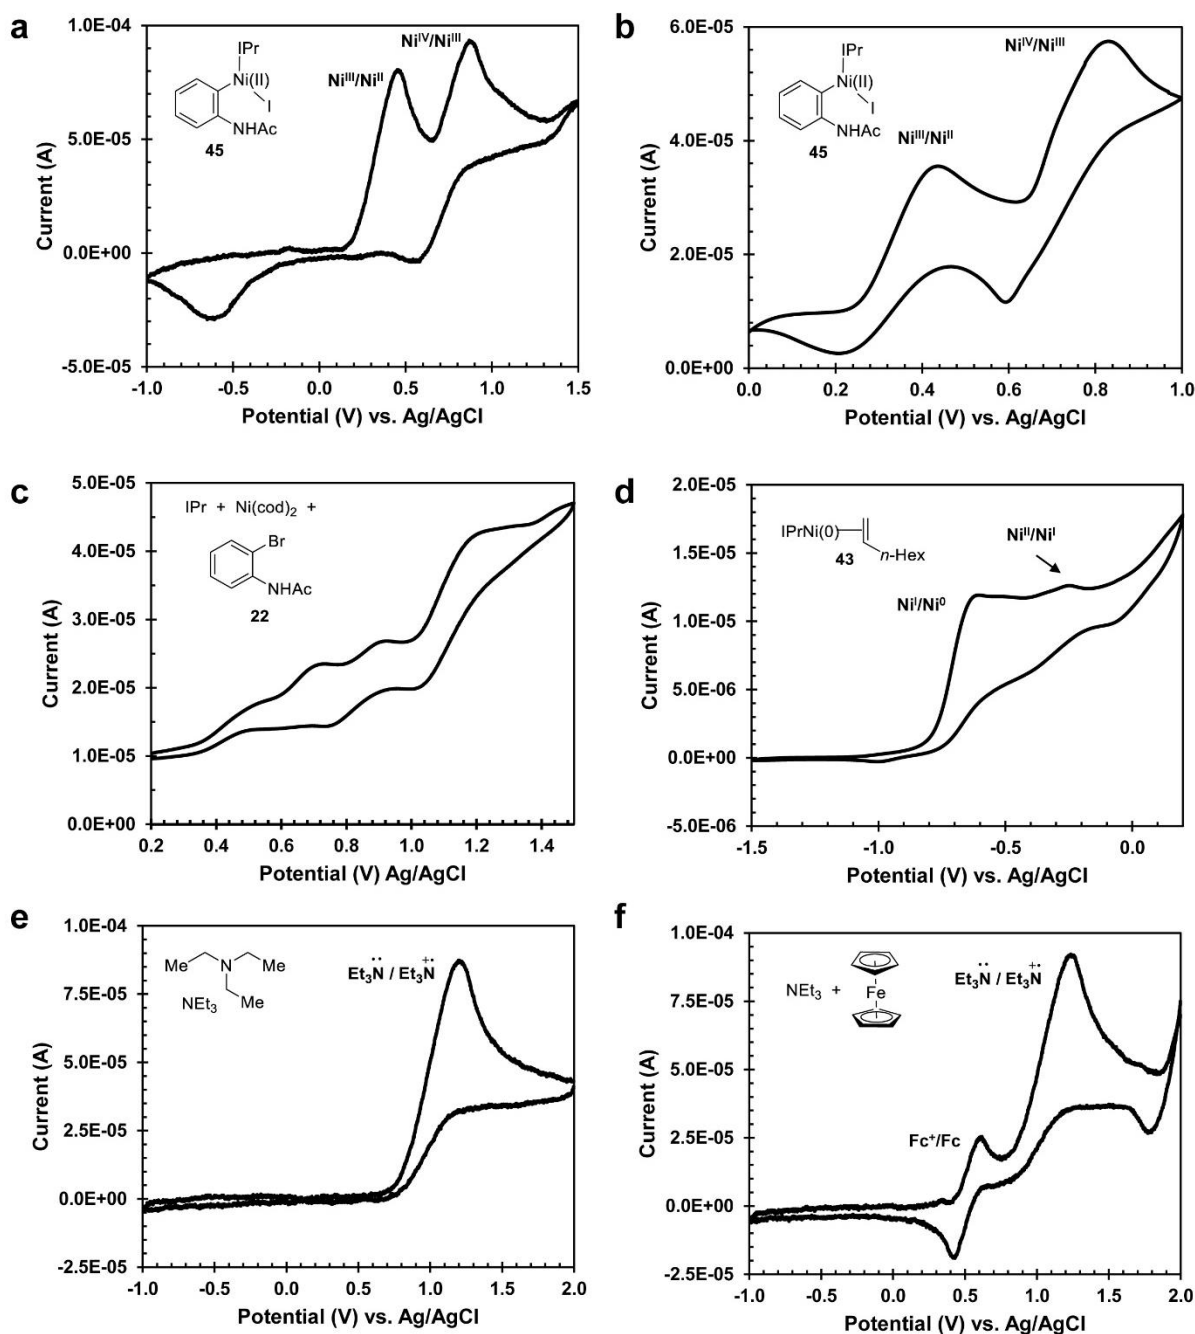 a
1.0E-04
5.0E-05
0.0E+00
-5.0E-05
-1.0
-0.5
0.0
0.5
1.0
1.5
Current (A)
Potential (V) vs. Ag/AgCl
IPr
Ni(II)
I
NHAc
45
Ni^III/Ni^II
Ni^IV/Ni^III
b
6.0E-05
4.0E-05
2.0E-05
0.0E+00
0.0
0.2
0.4
0.6
0.8
1.0
Current (A)
Potential (V) vs. Ag/AgCl
IPr
Ni(II)
I
NHAc
45
Ni^III/Ni^II
Ni^IV/Ni^III
c
5.0E-05
4.0E-05
3.0E-05
2.0E-05
1.0E-05
0.0E+00
0.2
0.4
0.6
0.8
1.0
1.2
1.4
Current (A)
Potential (V) Ag/AgCl
IPr + Ni(cod)₂ +
Br
NHAc
22
d
2.0E-05
1.5E-05
1.0E-05
5.0E-06
0.0E+00
-5.0E-06
-1.5
-1.0
-0.5
0.0
Current (A)
Potential (V) vs. Ag/AgCl
IPrNi(0)
n-Hex
43
Ni^I/Ni^0
Ni^II/Ni^I
e
1.0E-04
7.5E-05
5.0E-05
2.5E-05
0.0E+00
-2.5E-05
-1.0
-0.5
0.0
0.5
1.0
1.5
2.0
Current (A)
Potential (V) vs. Ag/AgCl
Me
N
Me
Me
NEt₃
Et₃N̈ / Et₃N^+•
f
1.0E-04
7.5E-05
5.0E-05
2.5E-05
0.0E+00
-2.5E-05
-1.0
-0.5
0.0
0.5
1.0
1.5
2.0
Current (A)
Potential (V) vs. Ag/AgCl
NEt₃ +
Fe
Fc⁺/Fc
Et₃N̈ / Et₃N^+•